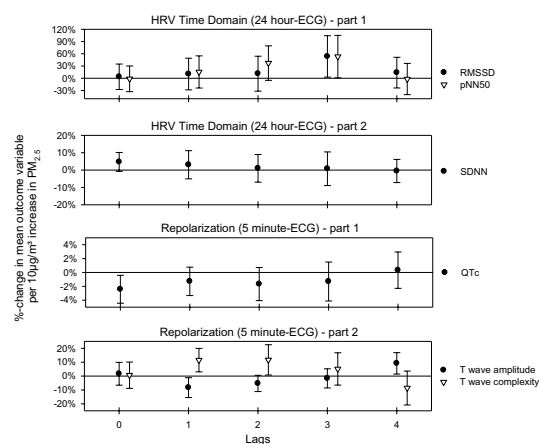 HRV Time Domain (24 hour-ECG) - part 1
120%
90%
60%
30%
0%
-30%
RMSSD
pNN50
HRV Time Domain (24 hour-ECG) - part 2
20%
10%
0%
-10%
-20%
SDNN
%-change in mean outcome variable
per 10µg/m³ increase in PM2.5
Repolarization (5 minute-ECG) - part 1
4%
2%
0%
-2%
-4%
QTc
Repolarization (5 minute-ECG) - part 2
20%
10%
0%
-10%
-20%
T wave amplitude
T wave complexity
0 1 2 3 4
Lags